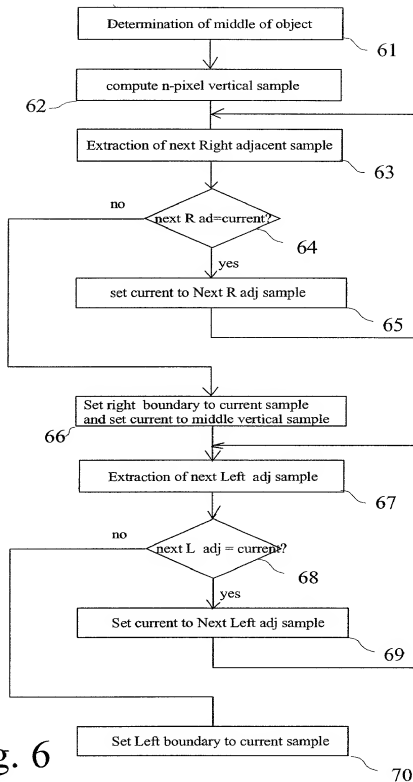 Determination of middle of object
61
compute n-pixel vertical sample
62
Extraction of next Right adjacent sample
63
no
next R ad=current?
64
yes
set current to Next R adj sample
65
Set right boundary to current sample
and set current to middle vertical sample
66
Extraction of next Left adj sample
67
no
next L adj = current?
68
yes
Set current to Next Left adj sample
69
g. 6
Set Left boundary to current sample
70